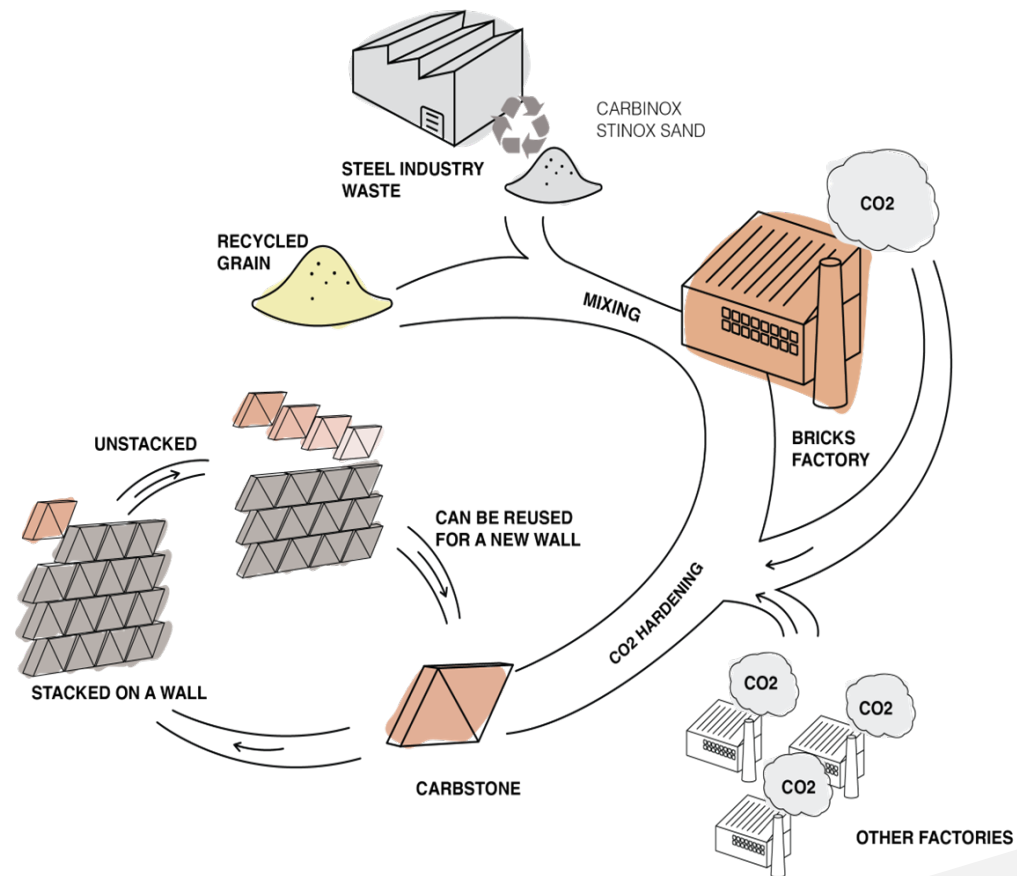 CARBINOX
STINOX SAND
STEEL INDUSTRY
WASTE
CO2
RECYCLED
GRAIN
MIXING
BRICKS
FACTORY
UNSTACKED
CAN BE REUSED
FOR A NEW WALL
CO2 HARDENING
STACKED ON A WALL
CARBSTONE
CO2
CO2
CO2
OTHER FACTORIES